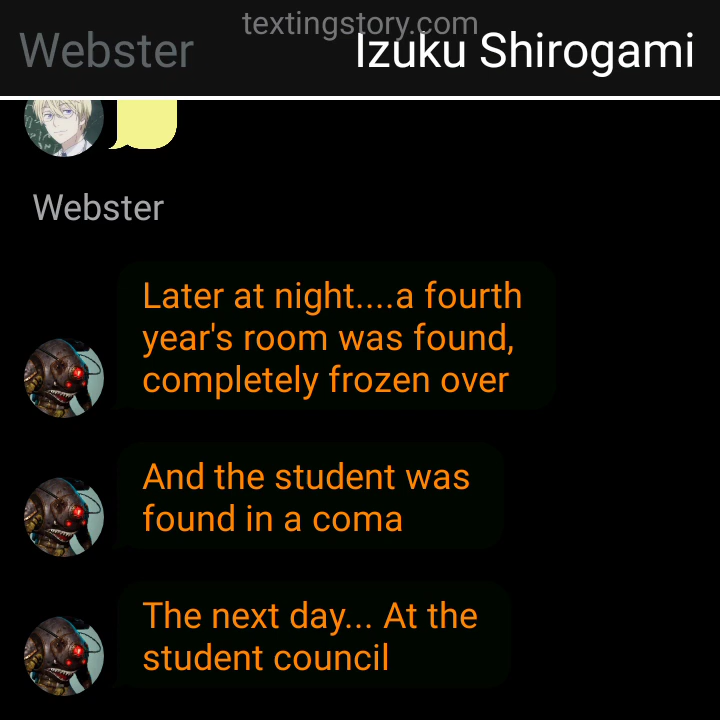 textingstory.com
Webster
Izuku Shirogami
Webster
Later at night....a fourth
year's room was found,
completely frozen over
And the student was
found in a coma
The next day... At the
student council